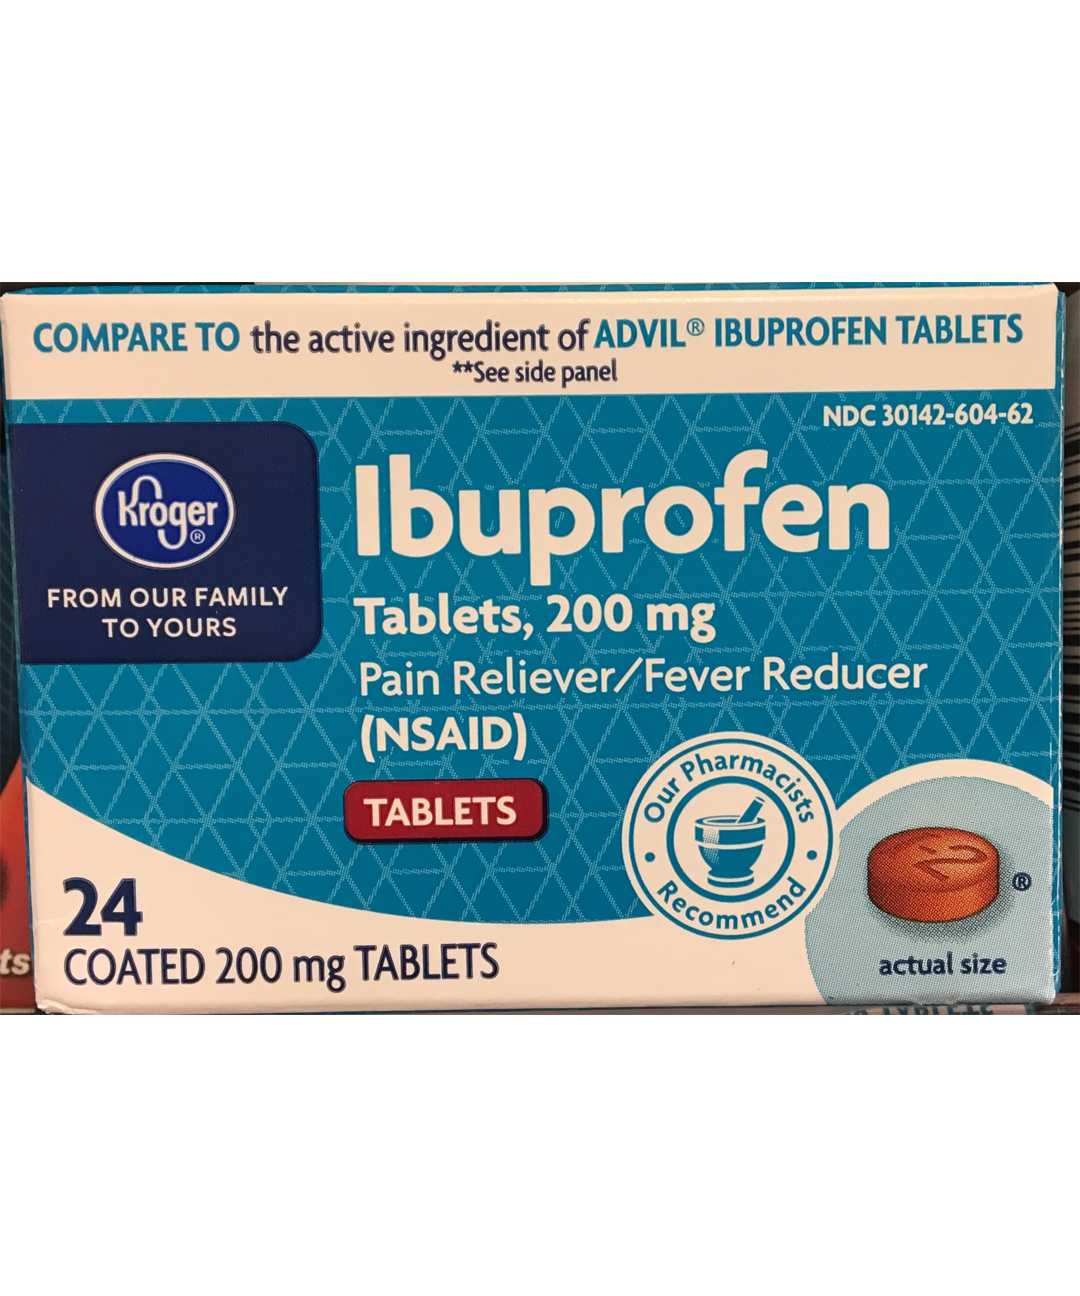 COMPARE TO the active ingredient of ADVIL® IBUPROFEN TABLETS
**See side panel
NDC 30142-604-62
Kroger®
FROM OUR FAMILY
TO YOURS
Ibuprofen
Tablets, 200 mg
Pain Reliever/Fever Reducer
(NSAID)
TABLETS
Our Pharmacists
Recommend
®
actual size
24
COATED 200 mg TABLETS
ts